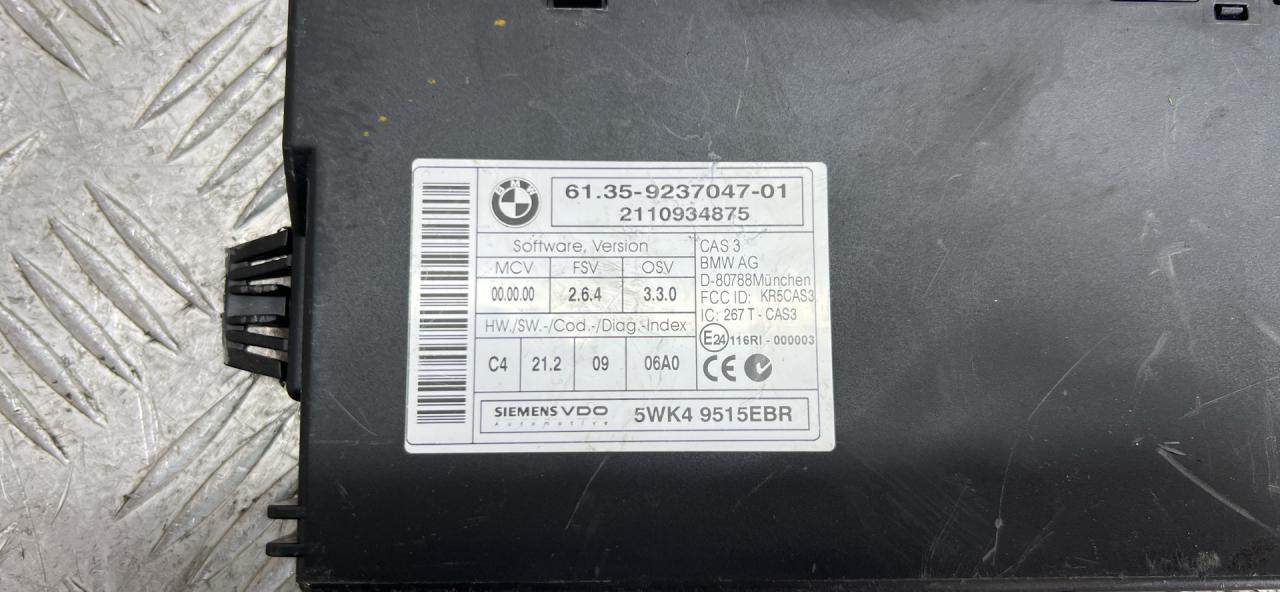 BMW
61.35-9237047-01
2110934875
Software, Version
MCV FSV OSV
00.00.00 2.6.4 3.3.0
HW./SW.-/Cod.-/Diag.-Index
C4 21.2 09 06A0
CAS 3
BMW AG
D-80788München
FCC ID: KR5CAS3
IC: 267 T - CAS3
E24 116RI - 000003
CE
SIEMENS VDO
Automotive
5WK4 9515EBR